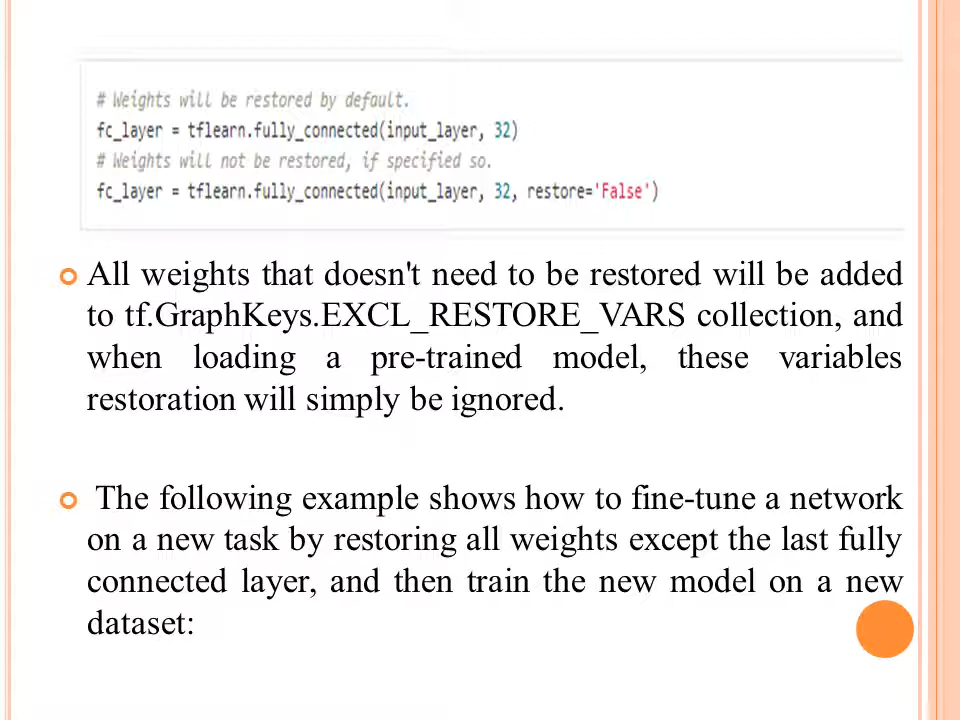 # Weights will be restored by default.
fc_layer = tflearn.fully_connected(input_layer, 32)
# Weights will not be restored, if specified so.
fc_layer = tflearn.fully_connected(input_layer, 32, restore='False')
All weights that doesn't need to be restored will be added
to tf.GraphKeys.EXCL_RESTORE_VARS collection, and
when loading a pre-trained model, these variables
restoration will simply be ignored.
The following example shows how to fine-tune a network
on a new task by restoring all weights except the last fully
connected layer, and then train the new model on a new
dataset: